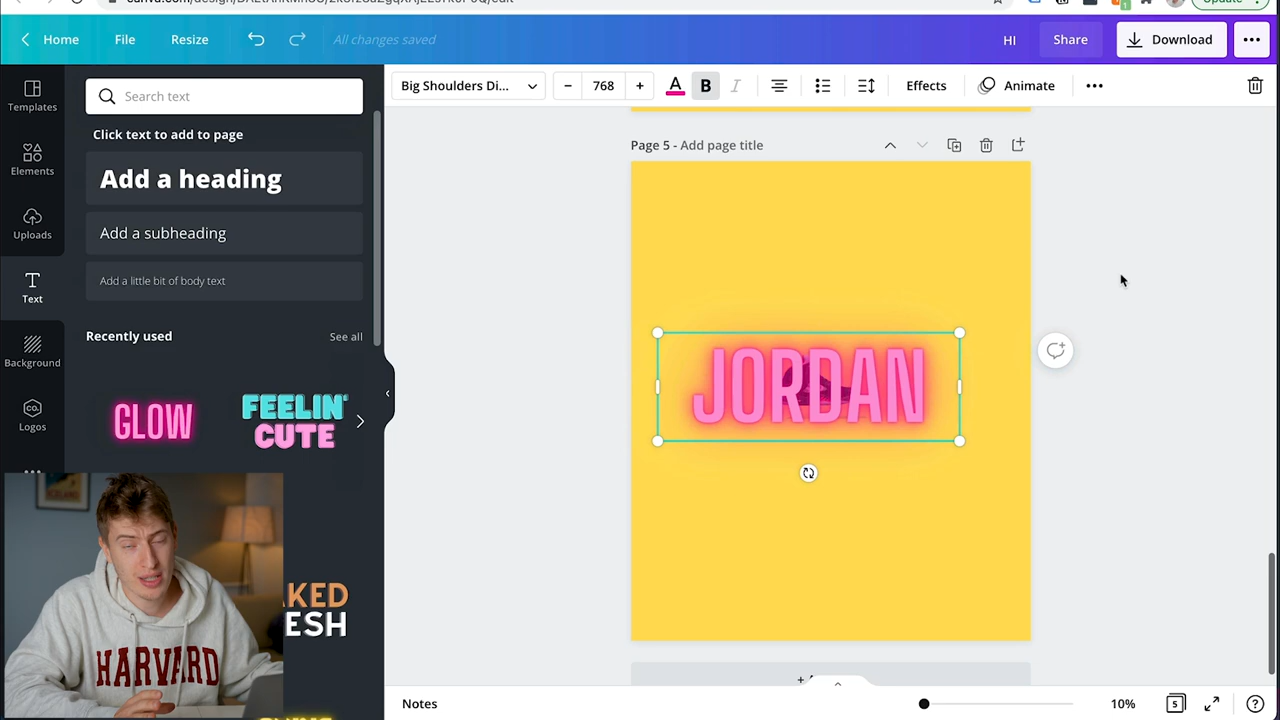 Home
File
Resize
All changes saved
HI
Share
Download
Templates
Elements
Uploads
Text
Background
CO.
Logos
Search text
Click text to add to page
Add a heading
Add a subheading
Add a little bit of body text
Recently used
See all
GLOW
FEELIN'
CUTE
AKED
ESH
HARVARD
Big Shoulders Di...
768
A
B
I
Effects
Animate
Page 5 - Add page title
JORDAN
Notes
10%
5